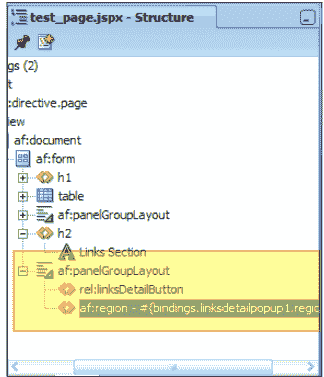 test_page.jspx - Structure
gs (2)
t
:directive.page
iew
af:document
af:form
h1
table
af:panelGroupLayout
h2
Links Section
af:panelGroupLayout
rel:linksDetailButton
af:region - #{bindings.linksdetailpopup1.regic